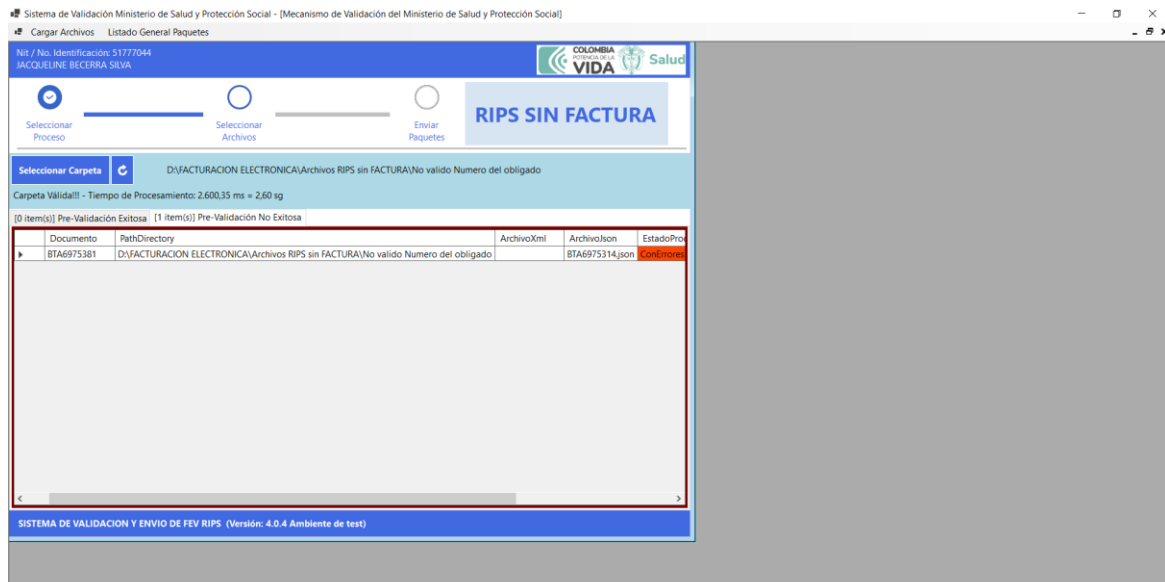 Sistema de Validación Ministerio de Salud y Protección Social - [Mecanismo de Validación del Ministerio de Salud y Protección Social]
Cargar Archivos Listado General Paquetes
Nit / No. Identificación: 51777044
JACQUELINE BECERRA SILVA
COLOMBIA
POTENCIA DE LA
VIDA
Salud
Seleccionar
Proceso
Seleccionar
Archivos
Enviar
Paquetes
RIPS SIN FACTURA
Seleccionar Carpeta D:\FACTURACION ELECTRONICA\Archivos RIPS sin FACTURA\No valido Numero del obligado
Carpeta Válida!!! - Tiempo de Procesamiento: 2.600,35 ms = 2,60 sg
[0 item(s)] Pre-Validación Exitosa [1 item(s)] Pre-Validación No Exitosa
Documento PathDirectory ArchivoXml ArchivoJson EstadoPro
BTA6975381 D:\FACTURACION ELECTRONICA\Archivos RIPS sin FACTURA\No valido Numero del obligado BTA6975314.json ConErrores
SISTEMA DE VALIDACION Y ENVIO DE FEV RIPS (Versión: 4.0.4 Ambiente de test)